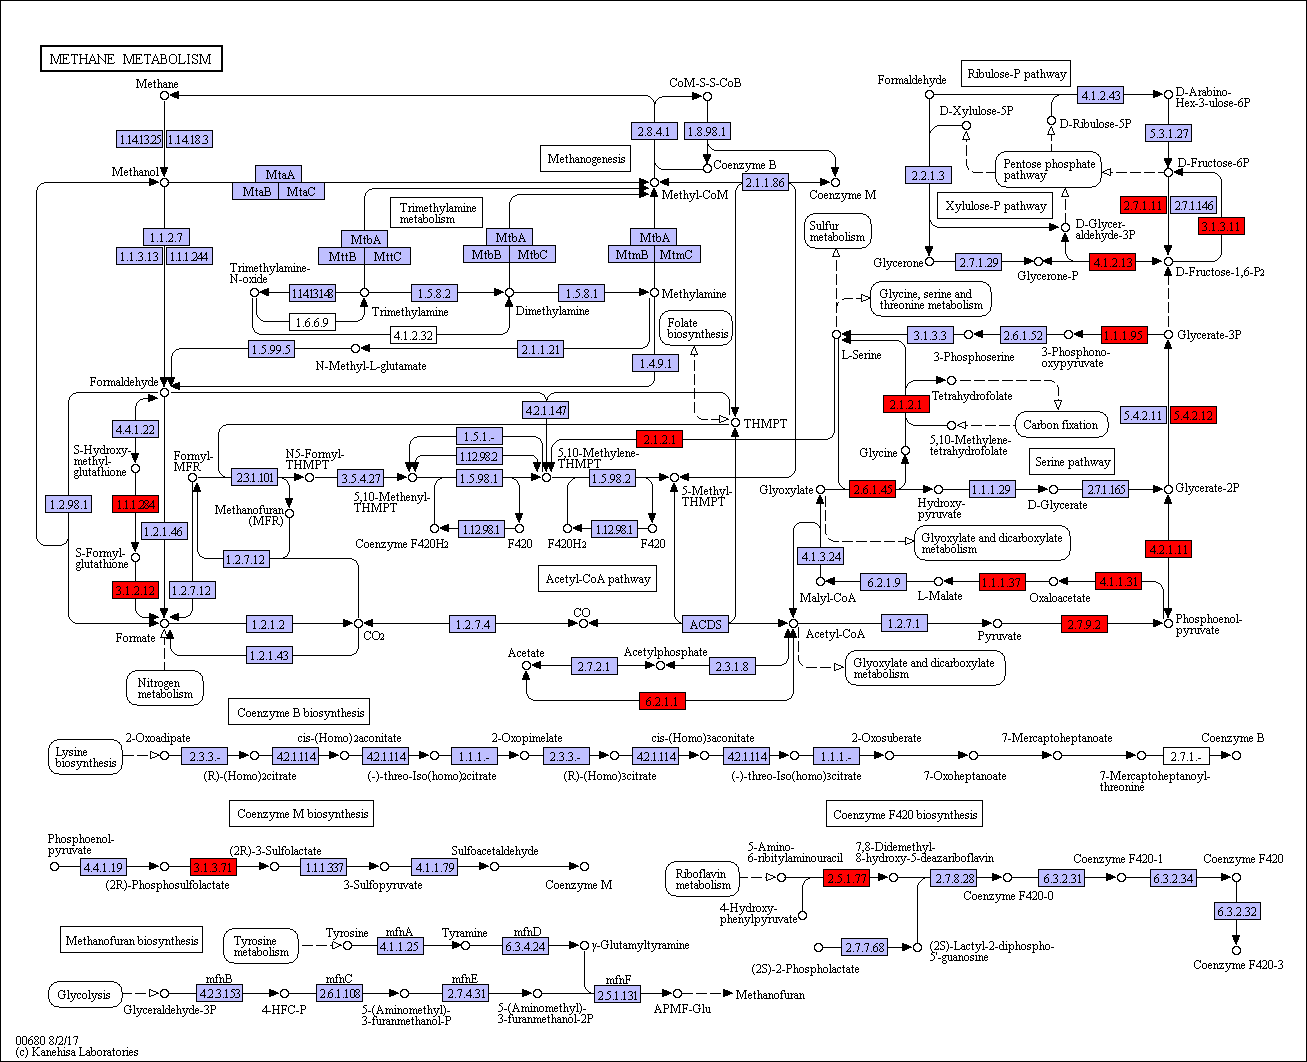 METHANE METABOLISM
Methane
CoM-S-S-CoB
Formaldehyde
Ribulose-P pathway
4.1.2.43
D-Arabino-
Hex-3-ulose-6P
D-Xylulose-5P
D-Ribulose-5P
1.14.13.25
1.14.18.3
2.8.4.1
1.8.98.1
5.3.1.27
Methanogenesis
Coenzyme B
Pentose phosphate
pathway
D-Fructose-6P
Methanol
MtaA
MtaB
MtaC
Methyl-CoM
2.1.1.86
Coenzyme M
2.2.1.3
Xylulose-P pathway
2.7.1.11
2.7.1.146
3.1.3.11
Trimethylamine
metabolism
Sulfur
metabolism
D-Glycer-
aldehyde-3P
1.1.2.7
1.1.3.13
1.1.1.244
MtbA
MttB
MttC
MtbA
MtbB
MtbC
MtbA
MtmB
MtmC
Glycerone
2.7.1.29
Glycerone-P
4.1.2.13
D-Fructose-1,6-P2
Trimethylamine-
N-oxide
1.14.13.148
Trimethylamine
1.5.8.2
Dimethylamine
1.5.8.1
Methylamine
1.6.6.9
4.1.2.32
Glycine, serine and
threonine metabolism
Folate
biosynthesis
1.5.99.5
N-Methyl-L-glutamate
2.1.1.21
1.4.9.1
L-Serine
3.1.3.3
3-Phosphoserine
2.6.1.52
3-Phosphono-
oxypyruvate
1.1.1.95
Glycerate-3P
Formaldehyde
4.2.1.147
THMPT
Tetrahydrofolate
2.1.2.1
Carbon fixation
5.4.2.11
5.4.2.12
4.4.1.22
S-Hydroxy-
methyl-
glutathione
Formyl-
MFR
2.3.1.101
N5-Formyl-
THMPT
3.5.4.27
1.5.1.-
1.12.98.2
1.5.98.1
5,10-Methylene-
THMPT
2.1.2.1
1.5.98.2
5,10-Methylene-
tetrahydrofolate
Glycine
Serine pathway
5,10-Methenyl-
THMPT
5-Methyl-
THMPT
Glyoxylate
2.6.1.45
Hydroxy-
pyruvate
1.1.1.29
D-Glycerate
2.7.1.165
Glycerate-2P
1.2.98.1
1.1.1.284
Methanofuran
(MFR)
1.2.1.46
1.12.98.1
Coenzyme F420H2
F420
1.12.98.1
F420H2
F420
Glyoxylate and dicarboxylate
metabolism
S-Formyl-
glutathione
1.2.7.12
4.1.3.24
4.2.1.11
Acetyl-CoA pathway
3.1.2.12
1.2.7.12
Malyl-CoA
6.2.1.9
L-Malate
1.1.1.37
Oxaloacetate
4.1.1.31
Formate
1.2.1.2
CO2
1.2.7.4
CO
ACDS
Acetyl-CoA
1.2.7.1
Pyruvate
2.7.9.2
Phosphoenol-
pyruvate
1.2.1.43
Acetate
2.7.2.1
Acetylphosphate
2.3.1.8
Glyoxylate and dicarboxylate
metabolism
Nitrogen
metabolism
6.2.1.1
Coenzyme B biosynthesis
Lysine
biosynthesis
2-Oxoadipate
2.3.3.-
(R)-(Homo)2citrate
4.2.1.114
cis-(Homo)2aconitate
4.2.1.114
(-)-threo-Iso(homo)2citrate
1.1.1.-
2-Oxopimelate
2.3.3.-
(R)-(Homo)3citrate
4.2.1.114
cis-(Homo)3aconitate
4.2.1.114
(-)-threo-Iso(homo)3citrate
1.1.1.-
2-Oxosuberate
7-Oxoheptanoate
7-Mercaptoheptanoate
7-Mercaptoheptanoyl-
threonine
2.7.1.-
Coenzyme B
Coenzyme M biosynthesis
Phosphoenol-
pyruvate
4.4.1.19
(2R)-Phosphosulfolactate
3.1.3.71
(2R)-3-Sulfolactate
1.1.1.337
3-Sulfopyruvate
4.1.1.79
Sulfoacetaldehyde
Coenzyme M
Coenzyme F420 biosynthesis
Riboflavin
metabolism
5-Amino-
6-ribitylaminouracil
2.5.1.77
7,8-Didemethyl-
8-hydroxy-5-deazariboflavin
2.7.8.28
Coenzyme F420-0
6.3.2.31
Coenzyme F420-1
6.3.2.34
Coenzyme F420
4-Hydroxy-
phenylpyruvate
6.3.2.32
2.7.7.68
(2S)-2-Phospholactate
(2S)-Lactyl-2-diphospho-
5'-guanosine
Coenzyme F420-3
Methanofuran biosynthesis
Tyrosine
metabolism
Tyrosine
mfnA
4.1.1.25
Tyramine
mfnD
6.3.4.24
γ-Glutamyltyramine
Glycolysis
Glyceraldehyde-3P
mfnB
4.2.3.153
4-HFC-P
mfnC
2.6.1.108
5-(Aminomethyl)-
3-furanmethanol-P
mfnE
2.7.4.31
5-(Aminomethyl)-
3-furanmethanol-2P
mfnF
2.5.1.131
APMF-Glu
Methanofuran
00680 8/2/17
(c) Kanehisa Laboratories